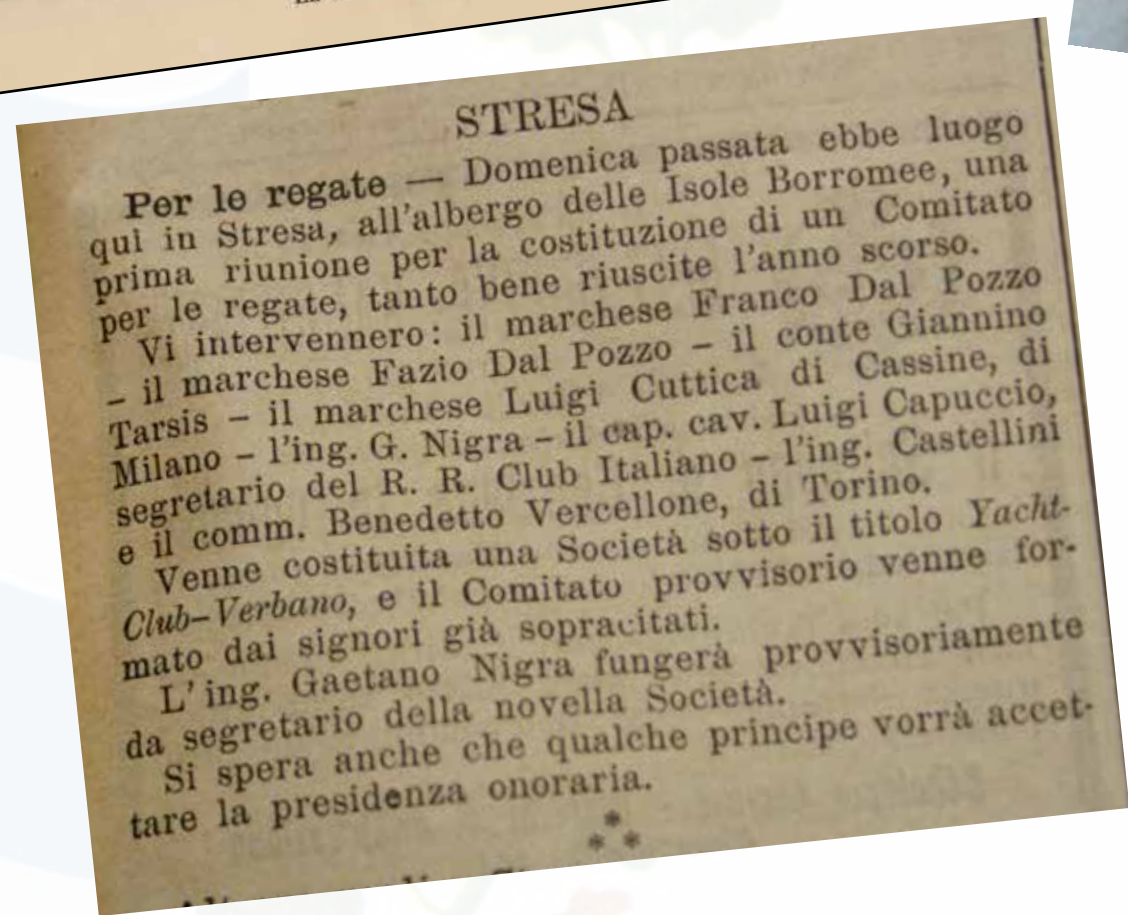 STRESA
Per le regate — Domenica passata ebbe luogo
qui in Stresa, all'albergo delle Isole Borromee, una
prima riunione per la costituzione di un Comitato
per le regate, tanto bene riuscite l'anno scorso.
Vi intervennero: il marchese Franco Dal Pozzo
– il marchese Fazio Dal Pozzo – il conte Giannino
Tarsis – il marchese Luigi Cuttica di Cassine, di
Milano – l'ing. G. Nigra – il cap. cav. Luigi Capuccio,
segretario del R. R. Club Italiano – l'ing. Castellini
e il comm. Benedetto Vercellone, di Torino.
Venne costituita una Società sotto il titolo Yacht-
Club–Verbano, e il Comitato provvisorio venne for-
mato dai signori già sopracitati.
L'ing. Gaetano Nigra fungerà provvisoriamente
da segretario della novella Società.
Si spera anche che qualche principe vorrà accet-
tare la presidenza onoraria.